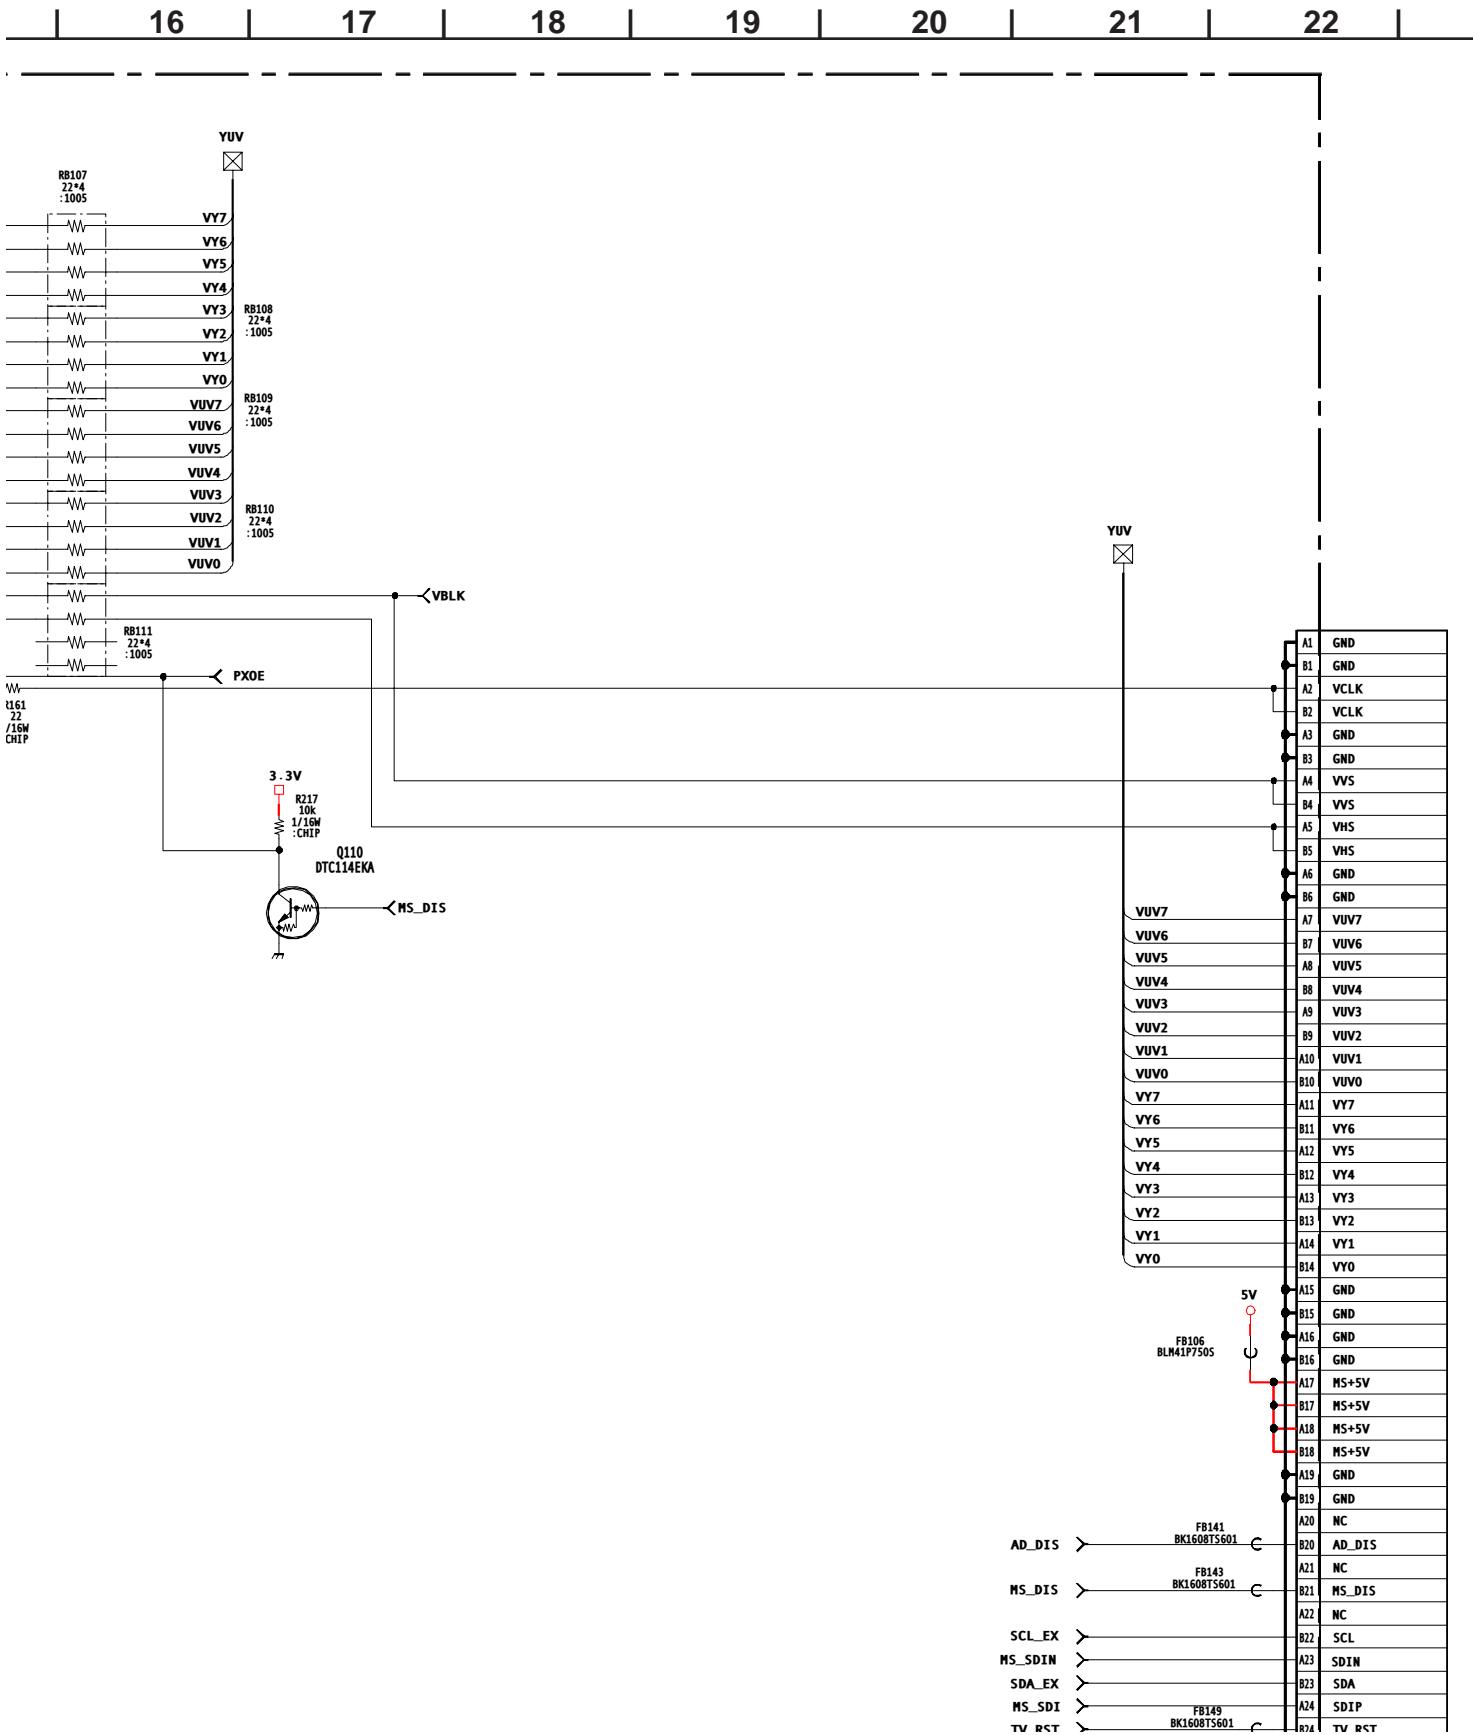 16 17 18 19 20 21 22
YUV
RB107
22*4
:1005
VY7
VY6
VY5
VY4
VY3
VY2
VY1
VY0
VUV7
VUV6
VUV5
VUV4
VUV3
VUV2
VUV1
VUV0
RB108
22*4
:1005
RB109
22*4
:1005
RB110
22*4
:1005
VBLK
RB111
22*4
:1005
PXOE
R161
22
/16W
CHIP
3.3V
R217
10k
1/16W
:CHIP
Q110
DTC114EKA
MS_DIS
YUV
VUV7
VUV6
VUV5
VUV4
VUV3
VUV2
VUV1
VUV0
VY7
VY6
VY5
VY4
VY3
VY2
VY1
VY0
5V
FB106
BLM41P750S
AD_DIS
FB141
BK1608TS601
MS_DIS
FB143
BK1608TS601
SCL_EX
MS_SDIN
SDA_EX
MS_SDI
TV_RST
FB149
BK1608TS601
A1 GND
B1 GND
A2 VCLK
B2 VCLK
A3 GND
B3 GND
A4 VVS
B4 VVS
A5 VHS
B5 VHS
A6 GND
B6 GND
A7 VUV7
B7 VUV6
A8 VUV5
B8 VUV4
A9 VUV3
B9 VUV2
A10 VUV1
B10 VUV0
A11 VY7
B11 VY6
A12 VY5
B12 VY4
A13 VY3
B13 VY2
A14 VY1
B14 VY0
A15 GND
B15 GND
A16 GND
B16 GND
A17 MS+5V
B17 MS+5V
A18 MS+5V
B18 MS+5V
A19 GND
B19 GND
A20 NC
B20 AD_DIS
A21 NC
B21 MS_DIS
A22 NC
B22 SCL
A23 SDIN
B23 SDA
A24 SDIP
B24 TV_RST